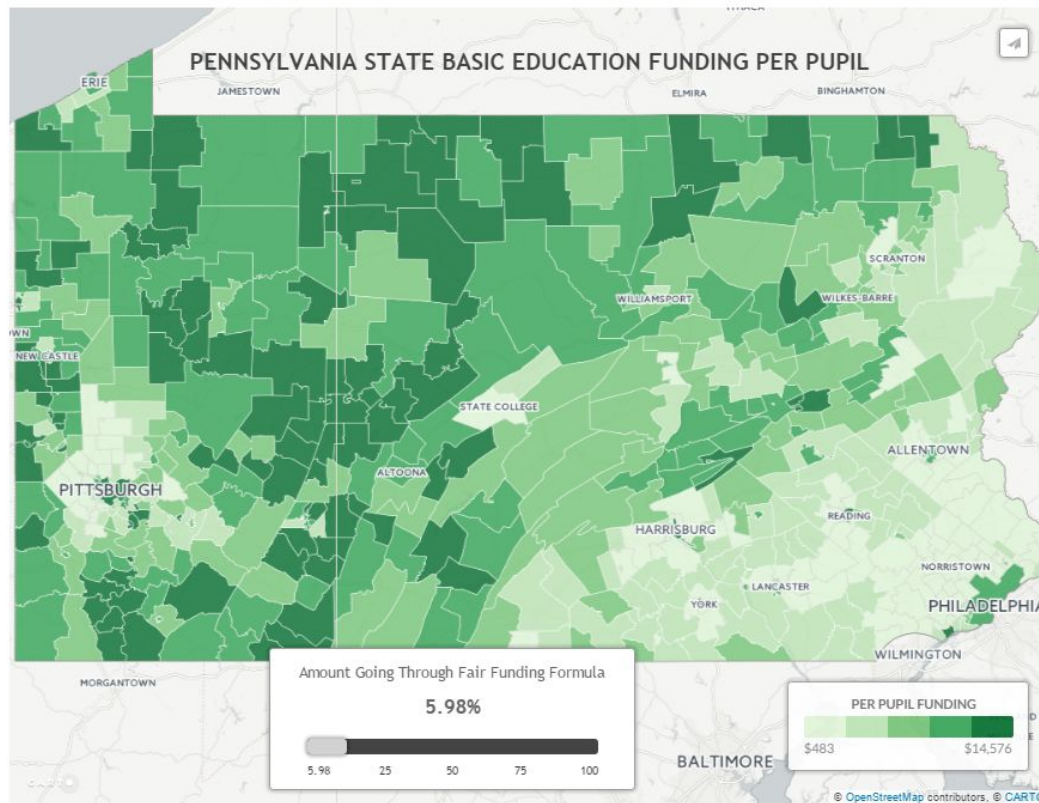 PENNSYLVANIA STATE BASIC EDUCATION FUNDING PER PUPIL
ERIE
JAMESTOWN
ELMIRA
BINGHAMTON
SCRANTON
WILLIAMSPORT
WILKES-BARRE
NEW CASTLE
STATE COLLEGE
ALLENTOWN
ALTOONA
PITTSBURGH
READING
HARRISBURG
NORRISTOWN
LANCASTER
YORK
PHILADELPHIA
WILMINGTON
MORGANTOWN
BALTIMORE
Amount Going Through Fair Funding Formula
5.98%
5.98 25 50 75 100
PER PUPIL FUNDING
$483 $14,576
CARTO
© OpenStreetMap contributors, © CARTO